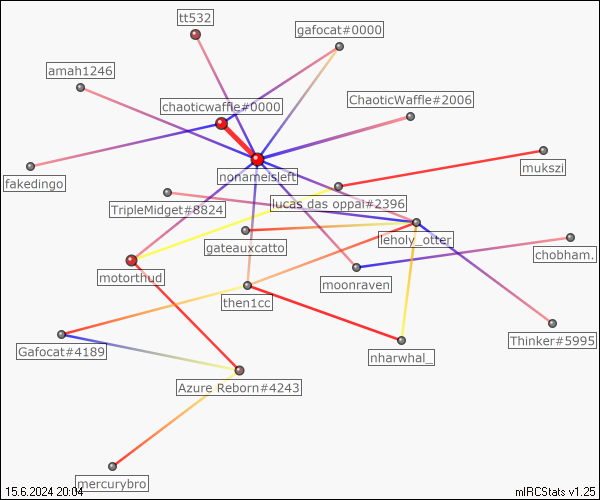 tt532
gafocat#0000
amah1246
chaoticwaffle#0000
ChaoticWaffle#2006
mukszi
fakedingo
nonameisleft
lucas das oppai#2396
TripleMidget#8824
leholy_otter
gateauxcatto
chobham.
motorthud
moonraven
then1cc
Gafocat#4189
nharwhal_
Thinker#5995
Azure Reborn#4243
mercurybro
15.6.2024 20:04
mIRCStats v1.25